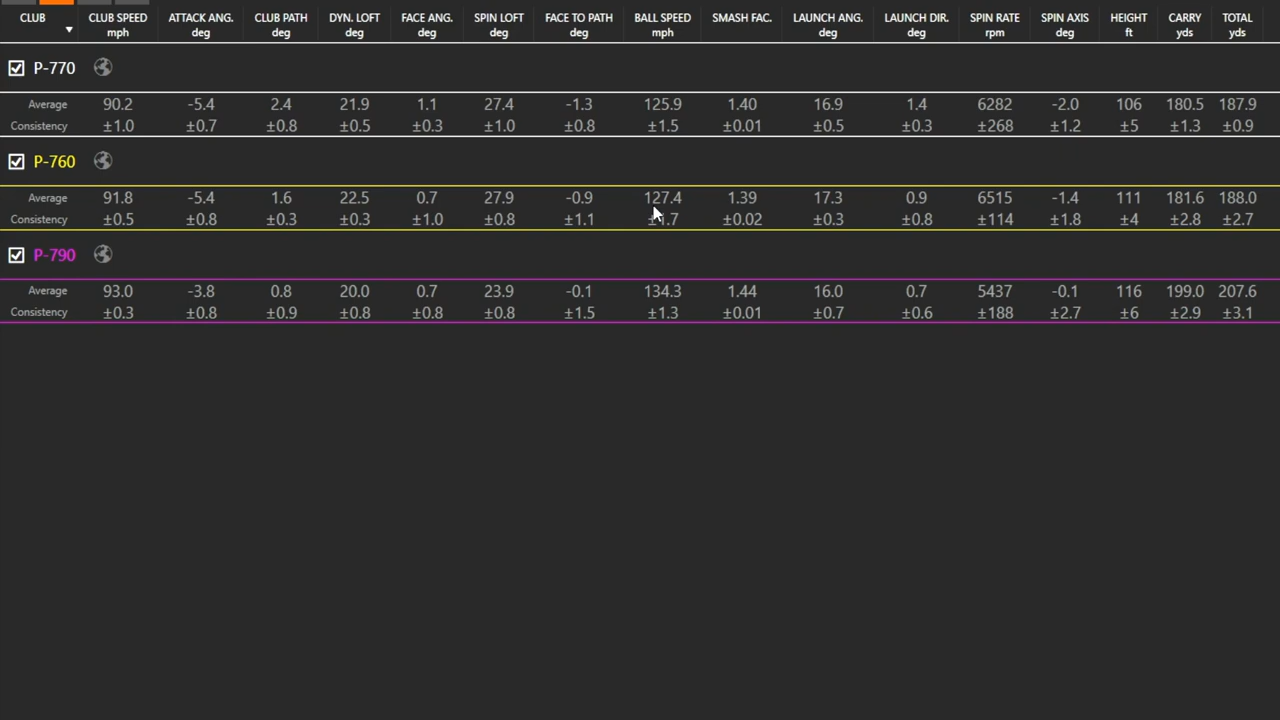 CLUB CLUB SPEED ATTACK ANG. CLUB PATH DYN. LOFT FACE ANG. SPIN LOFT FACE TO PATH BALL SPEED SMASH FAC. LAUNCH ANG. LAUNCH DIR. SPIN RATE SPIN AXIS HEIGHT CARRY TOTAL
mph deg deg deg deg deg deg mph deg deg rpm deg ft yds yds
P-770
Average 90.2 -5.4 2.4 21.9 1.1 27.4 -1.3 125.9 1.40 16.9 1.4 6282 -2.0 106 180.5 187.9
Consistency ±1.0 ±0.7 ±0.8 ±0.5 ±0.3 ±1.0 ±0.8 ±1.5 ±0.01 ±0.5 ±0.3 ±268 ±1.2 ±5 ±1.3 ±0.9
P-760
Average 91.8 -5.4 1.6 22.5 0.7 27.9 -0.9 127.4 1.39 17.3 0.9 6515 -1.4 111 181.6 188.0
Consistency ±0.5 ±0.8 ±0.3 ±0.3 ±1.0 ±0.8 ±1.1 ±1.7 ±0.02 ±0.3 ±0.8 ±114 ±1.8 ±4 ±2.8 ±2.7
P-790
Average 93.0 -3.8 0.8 20.0 0.7 23.9 -0.1 134.3 1.44 16.0 0.7 5437 -0.1 116 199.0 207.6
Consistency ±0.3 ±0.8 ±0.9 ±0.8 ±0.8 ±0.8 ±1.5 ±1.3 ±0.01 ±0.7 ±0.6 ±188 ±2.7 ±6 ±2.9 ±3.1